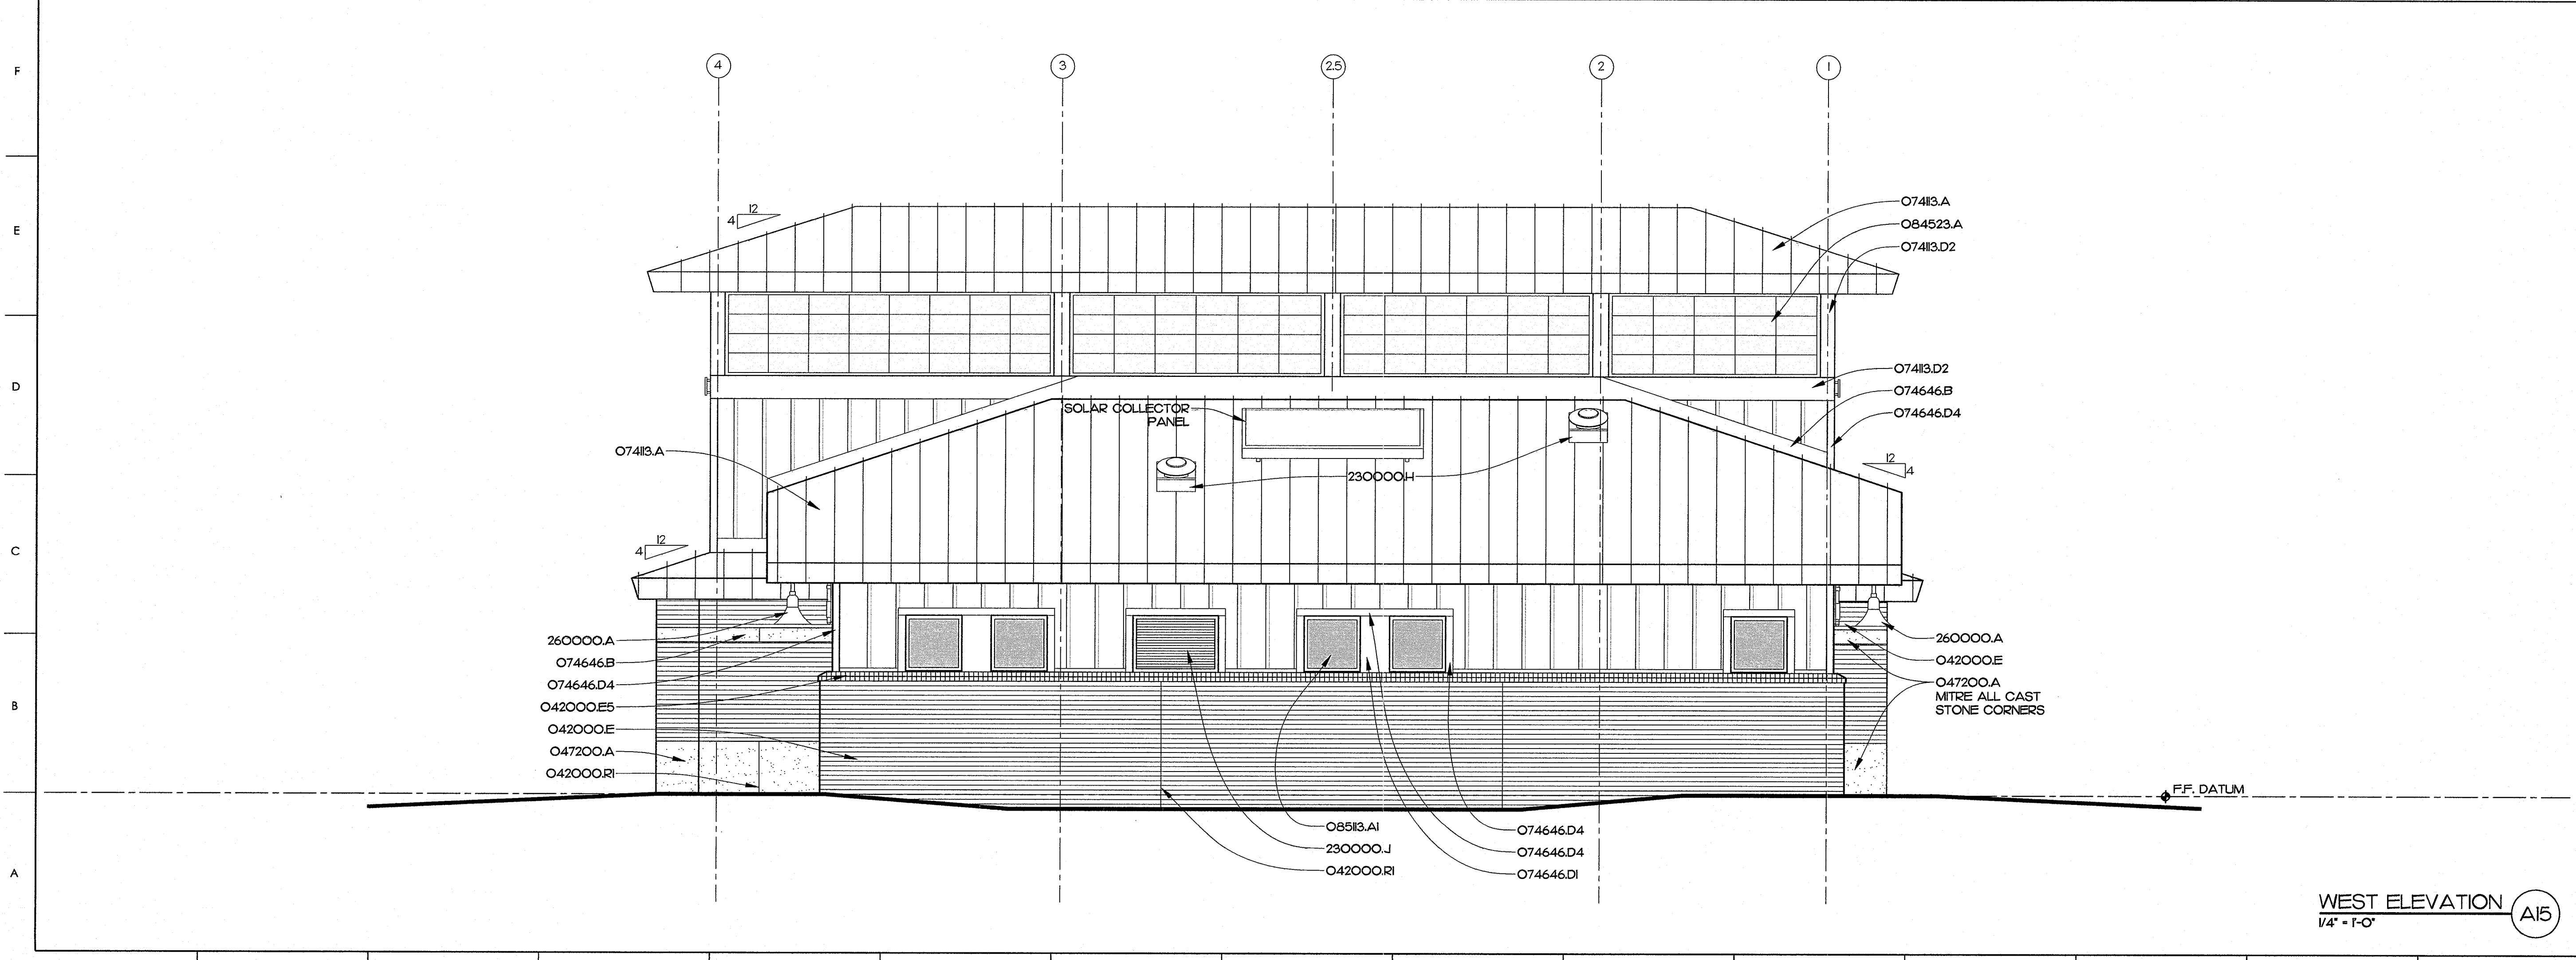 F
E
D
C
B
A
4
3
2.5
2
1
12
4
074113.A
084523.A
074113.D2
074113.D2
074646.B
074646.D4
SOLAR COLLECTOR
PANEL
230000.H
074113.A
12
4
12
4
260000.A
074646.B
074646.D4
042000.E5
042000.E
047200.A
042000.R1
260000.A
042000.E
047200.A
MITRE ALL CAST
STONE CORNERS
F.F. DATUM
085113.A1
230000.J
042000.R1
074646.D4
074646.D4
074646.D1
WEST ELEVATION
1/4" = 1'-0"
A15